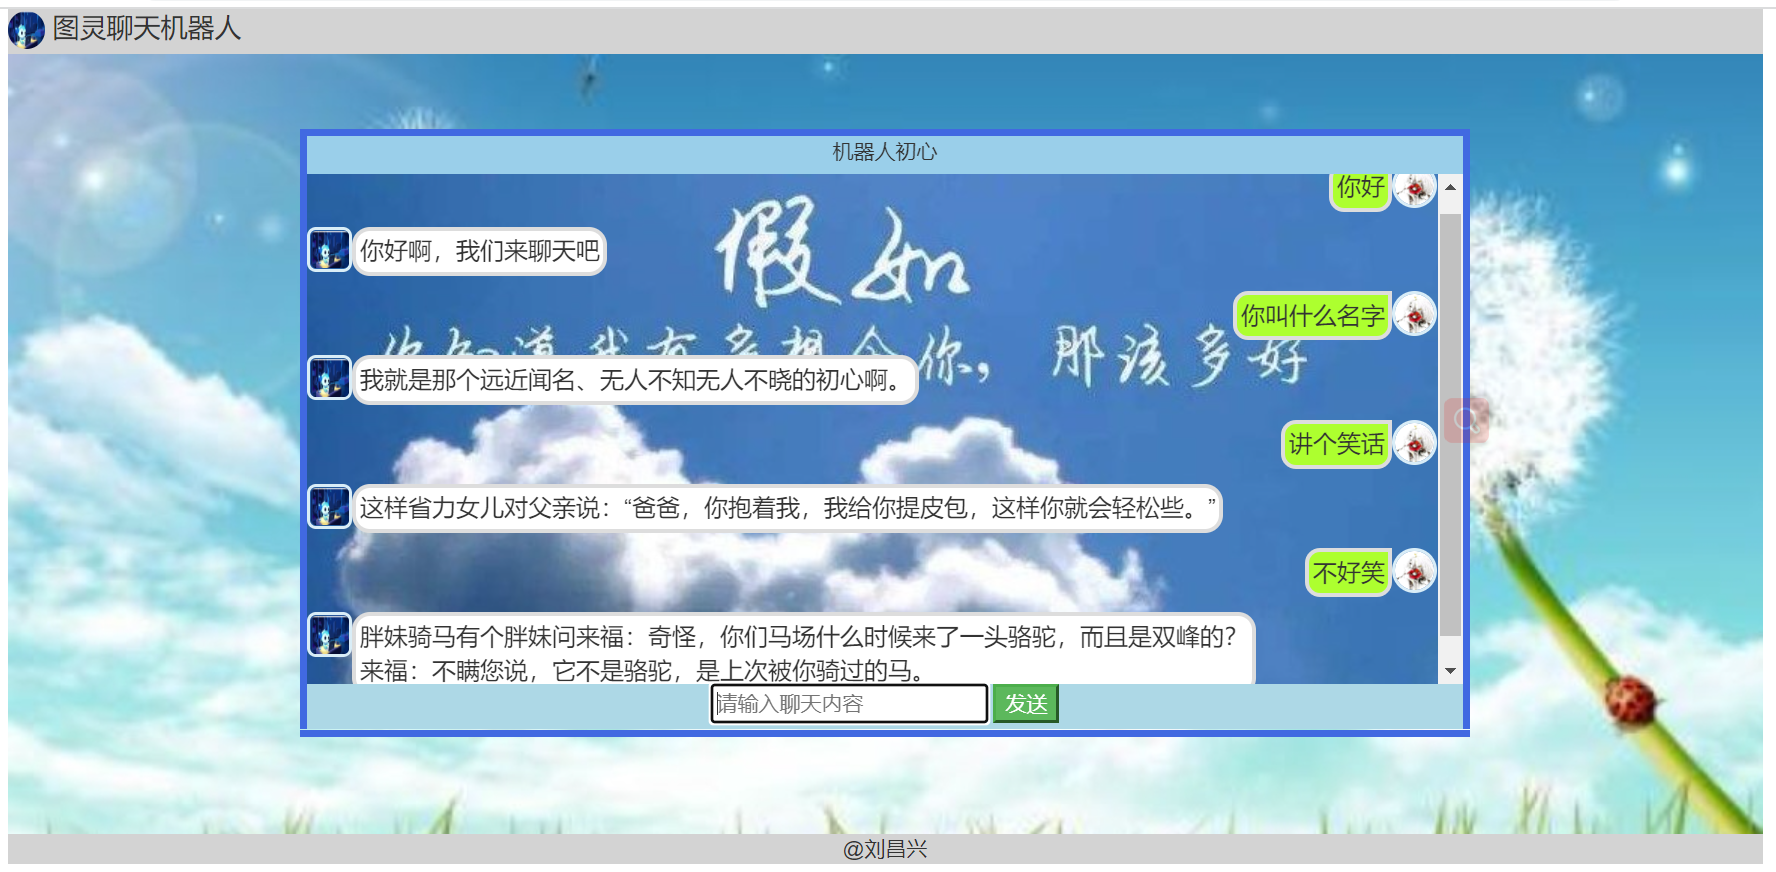 图灵聊天机器人
机器人初心
你好
假如
你好啊，我们来聊天吧
你叫什么名字
你知道我有多想念你，那该多好
我就是那个远近闻名、无人不知无人不晓的初心啊。
讲个笑话
这样省力女儿对父亲说：“爸爸，你抱着我，我给你提皮包，这样你就会轻松些。”
不好笑
胖妹骑马有个胖妹问来福：奇怪，你们马场什么时候来了一头骆驼，而且是双峰的？
来福：不瞒您说，它不是骆驼，是上次被你骑过的马。
请输入聊天内容
发送
@刘昌兴